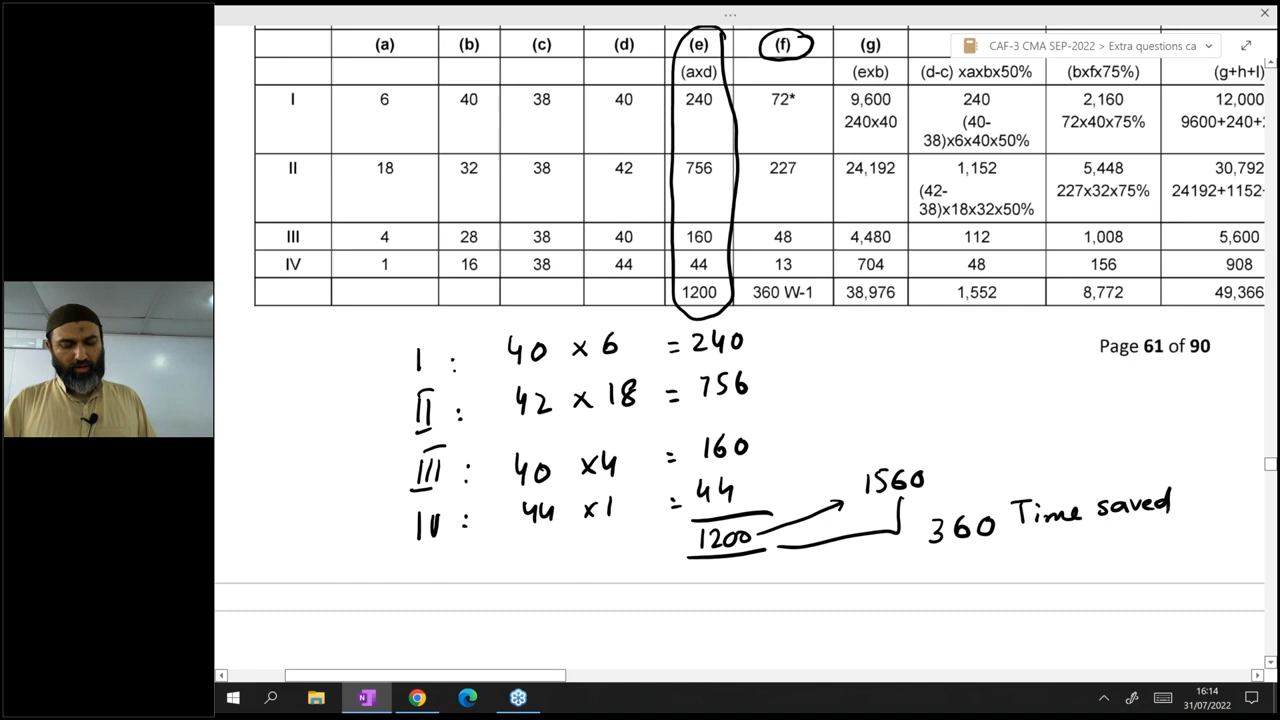 CAF-3 CMA SEP-2022 > Extra questions ca
(a) (b) (c) (d) (e) (f) (g)
(axd) (exb) (d-c) xaxbx50% (bxfx75%) (g+h+I)
I 6 40 38 40 240 72* 9,600 240 2,160 12,000
240x40 (40- 72x40x75% 9600+240+
38)x6x40x50%
II 18 32 38 42 756 227 24,192 1,152 5,448 30,792
(42- 227x32x75% 24192+1152
38)x18x32x50%
III 4 28 38 40 160 48 4,480 112 1,008 5,600
IV 1 16 38 44 44 13 704 48 156 908
1200 360 W-1 38,976 1,552 8,772 49,366
Page 61 of 90
I : 40 x 6 = 240
II : 42 x 18 = 756
III : 40 x4 = 160
IV : 44 x1 = 44
1200 1560
360 Time saved
16:14
31/07/2022